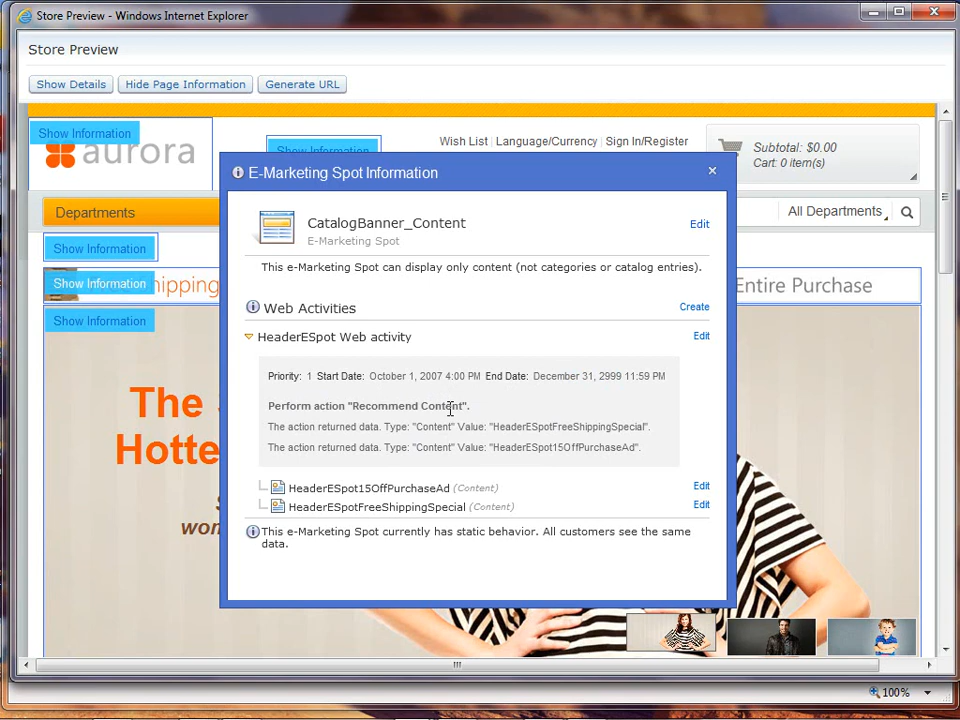 Store Preview - Windows Internet Explorer
Store Preview
Show Details
Hide Page Information
Generate URL
Show Information
Show Information
Wish List | Language/Currency | Sign In/Register
Subtotal: $0.00
Cart: 0 item(s)
aurora
Departments
All Departments
Show Information
Show Information
Entire Purchase
Show Information
The
Hotte
E-Marketing Spot Information
CatalogBanner_Content
Edit
E-Marketing Spot
This e-Marketing Spot can display only content (not categories or catalog entries).
Web Activities
Create
HeaderESpot Web activity
Edit
Priority: 1 Start Date: October 1, 2007 4:00 PM End Date: December 31, 2999 11:59 PM
Perform action "Recommend Content".
The action returned data. Type: "Content" Value: "HeaderESpotFreeShippingSpecial".
The action returned data. Type: "Content" Value: "HeaderESpot15OffPurchaseAd".
HeaderESpot15OffPurchaseAd (Content)
Edit
HeaderESpotFreeShippingSpecial (Content)
Edit
This e-Marketing Spot currently has static behavior. All customers see the same
data.
100%